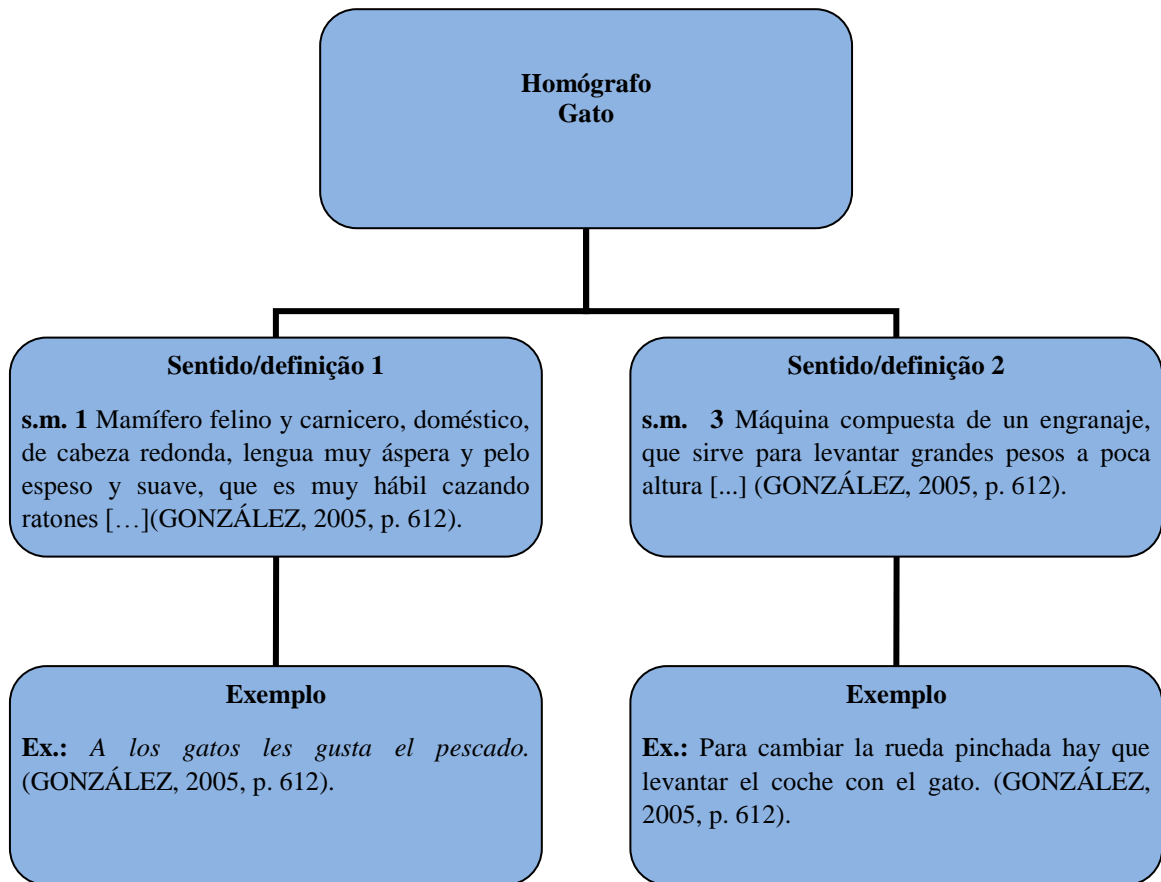 Homógrafo
Gato
Sentido/definição 1
s.m. 1 Mamífero felino y carnicero, doméstico,
de cabeza redonda, lengua muy áspera y pelo
espeso y suave, que es muy hábil cazando
ratones […](GONZÁLEZ, 2005, p. 612).
Sentido/definição 2
s.m. 3 Máquina compuesta de un engranaje,
que sirve para levantar grandes pesos a poca
altura [...] (GONZÁLEZ, 2005, p. 612).
Exemplo
Ex.: A los gatos les gusta el pescado.
(GONZÁLEZ, 2005, p. 612).
Exemplo
Ex.: Para cambiar la rueda pinchada hay que
levantar el coche con el gato. (GONZÁLEZ,
2005, p. 612).